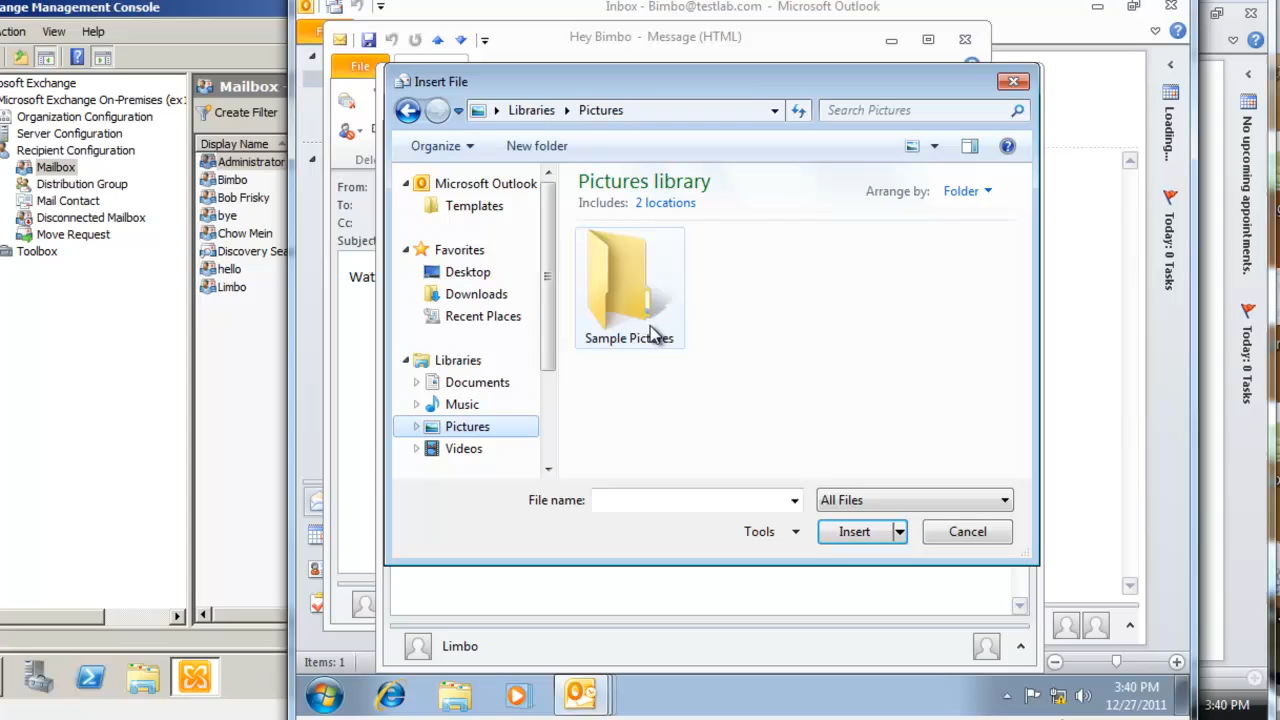 ange Management Console
Action View Help
osoft Exchange
Microsoft Exchange On-Premises (ex1
Organization Configuration
Server Configuration
Recipient Configuration
Mailbox
Distribution Group
Mail Contact
Disconnected Mailbox
Move Request
Toolbox
Mailbox -
Create Filter
Display Name
Administrator
Bimbo
Bob Frisky
bye
Chow Mein
Discovery Sea
hello
Limbo
Inbox - Bimbo@testlab.com - Microsoft Outlook
Hey Bimbo - Message (HTML)
File
Del
From:
To:
Cc:
Subject
Wat
Insert File
Libraries
Pictures
Search Pictures
Organize
New folder
Microsoft Outlook
Templates
Favorites
Desktop
Downloads
Recent Places
Libraries
Documents
Music
Pictures
Videos
Pictures library
Includes: 2 locations
Arrange by: Folder
Sample Pictures
File name:
All Files
Tools
Insert
Cancel
Limbo
Items: 1
Loading...
Today: 0 Tasks
No upcoming appointments.
Today: 0 Tasks
3:40 PM
12/27/2011
3:40 PM